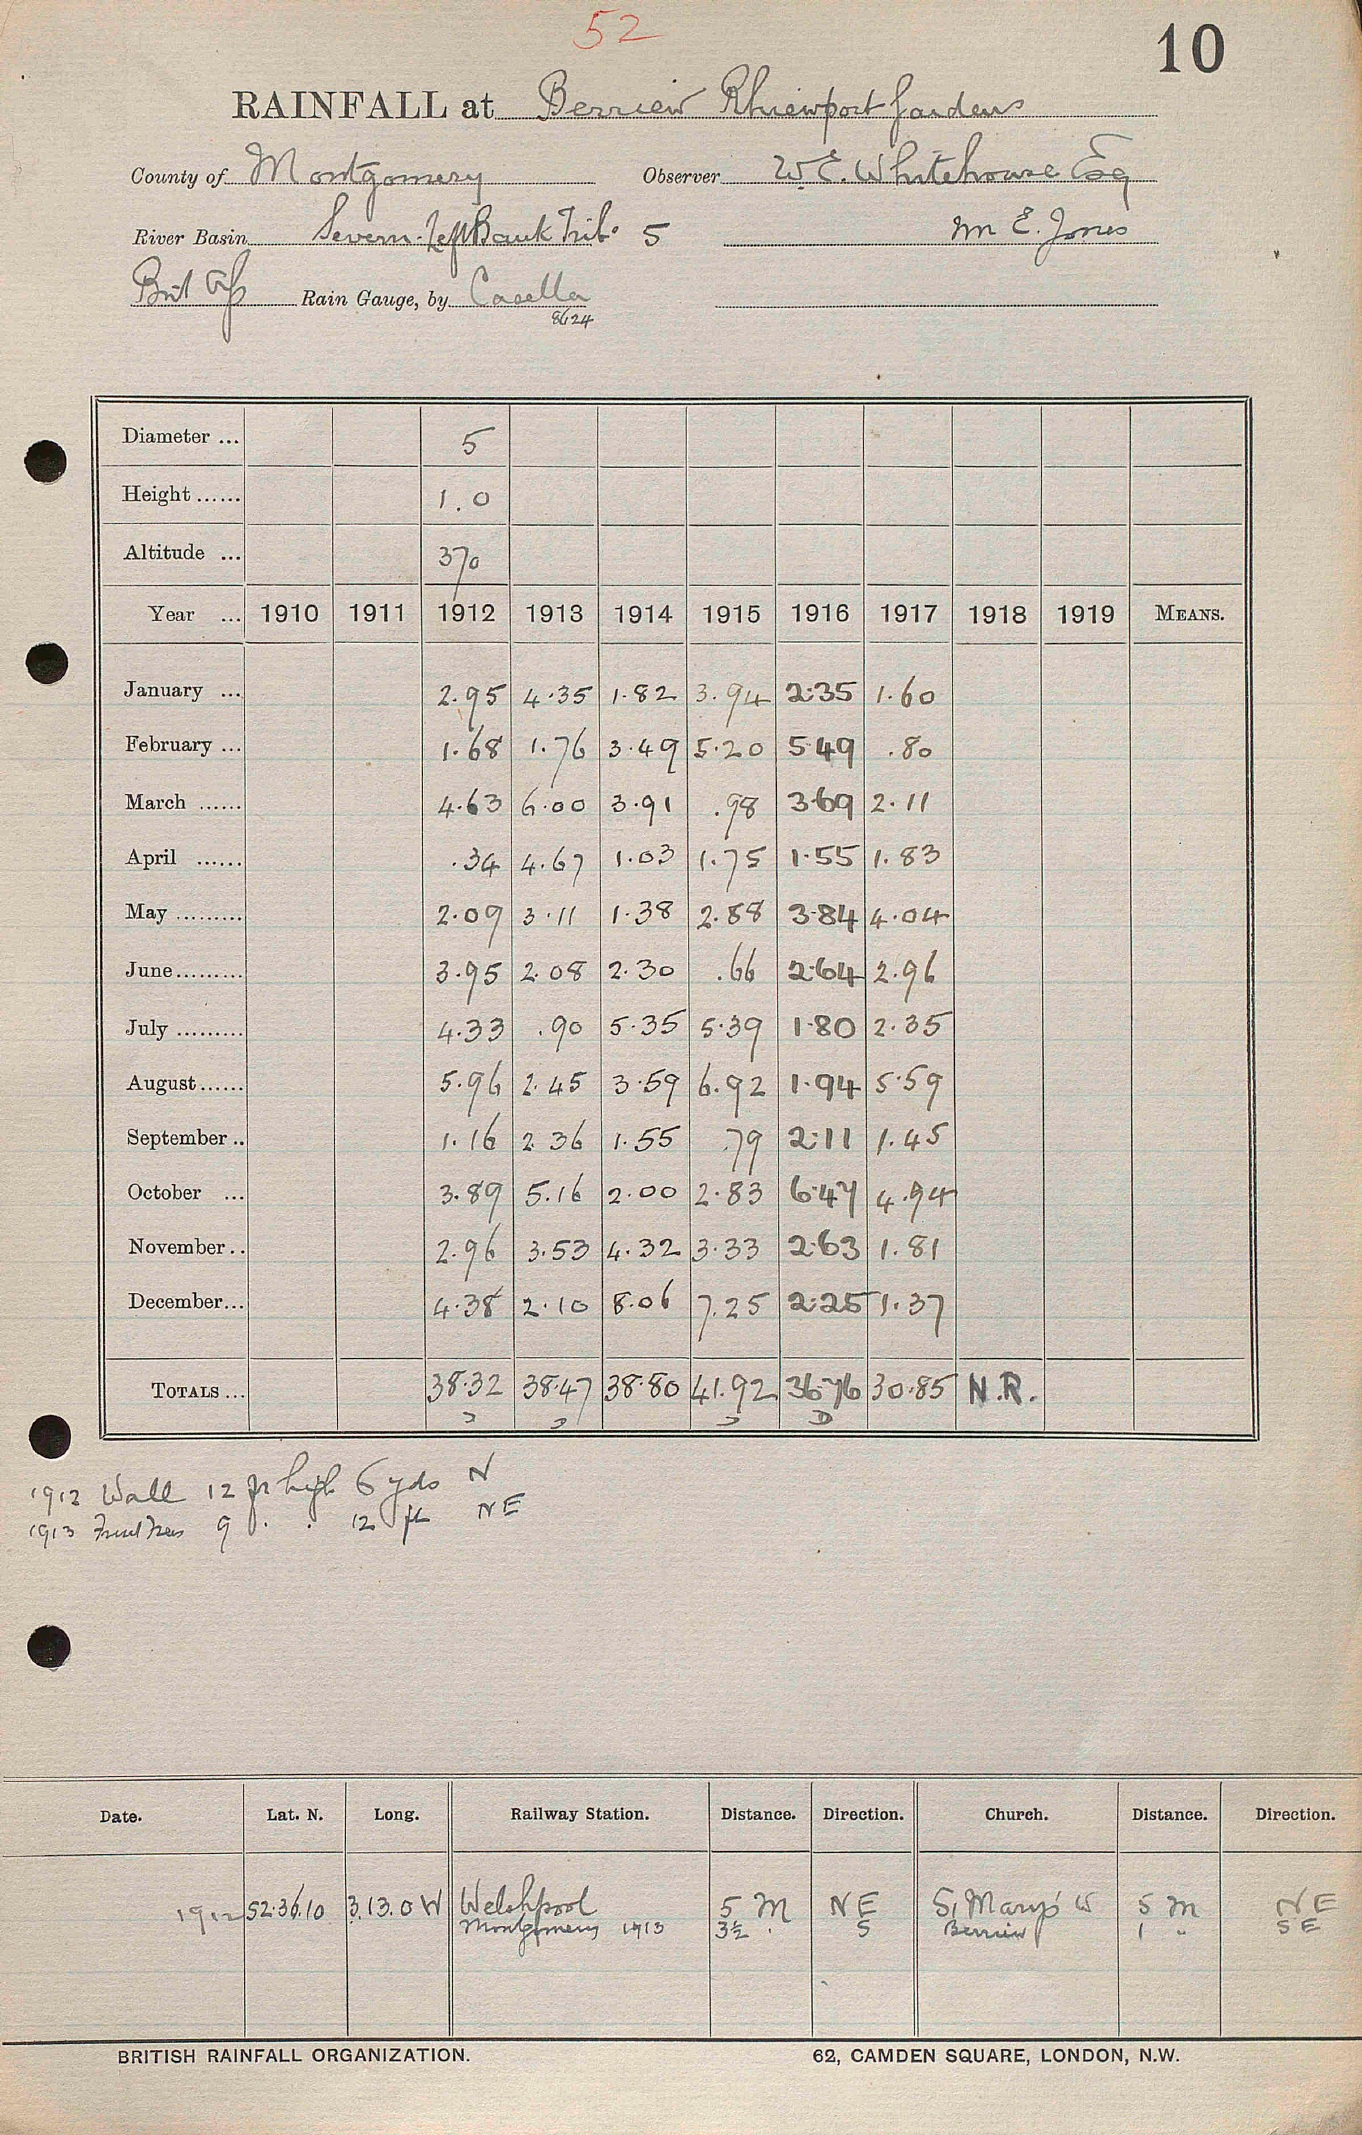 52
10
RAINFALL at Berriew Rhiewport Gardens
County of Montgomery Observer W. E. Whitehouse Esq
River Basin Severn-Left Bank Trib. 5 Mr E. Jones
Rain Gauge, by Casella
8624
Diameter ... 5
Height ...... 1.0
Altitude ... 370
Year ... 1910 1911 1912 1913 1914 1915 1916 1917 1918 1919 MEANS.
January ... 2.95 4.35 1.82 3.94 2.35 1.60
February ... 1.68 1.76 3.49 5.20 5.49 .80
March ...... 4.63 6.00 3.91 .98 3.69 2.11
April ...... .34 4.67 1.03 1.75 1.55 1.83
May ......... 2.09 3.11 1.38 2.88 3.84 4.04
June......... 3.95 2.08 2.30 .66 2.64 2.96
July ......... 4.33 .90 5.35 5.39 1.80 2.35
August...... 5.96 2.45 3.59 6.92 1.94 5.59
September .. 1.16 2.36 1.55 .79 2.11 1.45
October ... 3.89 5.16 2.00 2.83 6.47 4.94
November .. 2.96 3.53 4.32 3.33 2.63 1.81
December... 4.38 2.10 8.06 7.25 2.25 1.37
TOTALS ... 38.32 38.47 38.80 41.92 36.76 30.85 N.R.
1912 Wall 12 ft high 6 yds N
1913 Fruit Trees 9 " " 12 ft NE
Date. Lat. N. Long. Railway Station. Distance. Direction. Church. Distance. Direction.
1912 52.36.10 3.13.0 W Welshpool 5 M NE St Mary's W 5 M NE
Montgomery 1913 3½ " S Berriew 1 " SE
BRITISH RAINFALL ORGANIZATION. 62, CAMDEN SQUARE, LONDON, N.W.